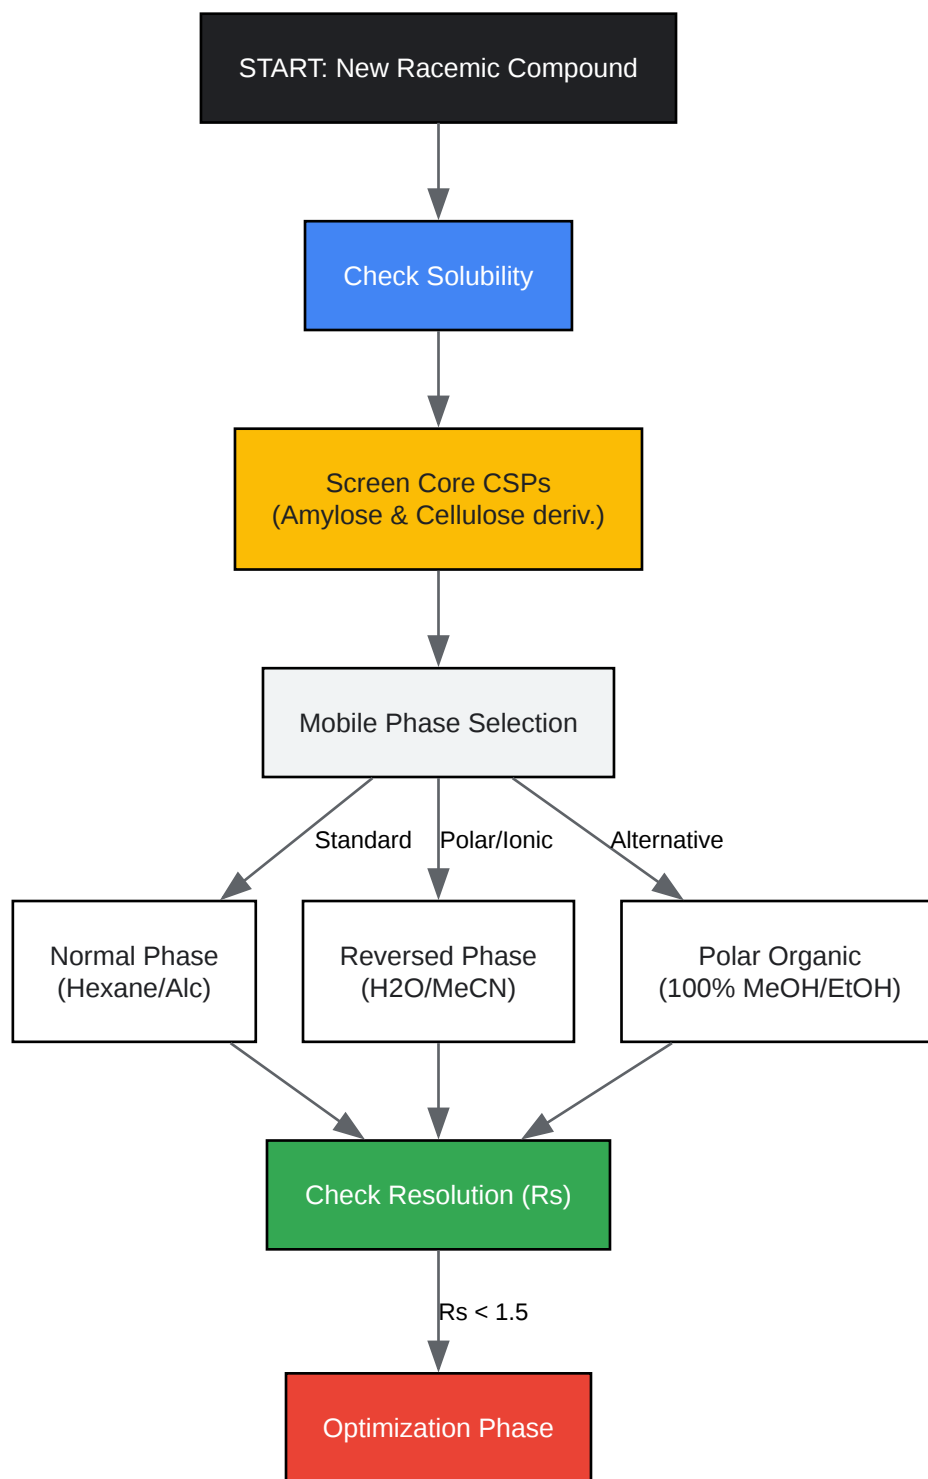 START: New Racemic Compound
Check Solubility
Screen Core CSPs
(Amylose & Cellulose deriv.)
Mobile Phase Selection
Standard
Polar/Ionic
Alternative
Normal Phase
(Hexane/Alc)
Reversed Phase
(H2O/MeCN)
Polar Organic
(100% MeOH/EtOH)
Check Resolution (Rs)
Rs < 1.5
Optimization Phase